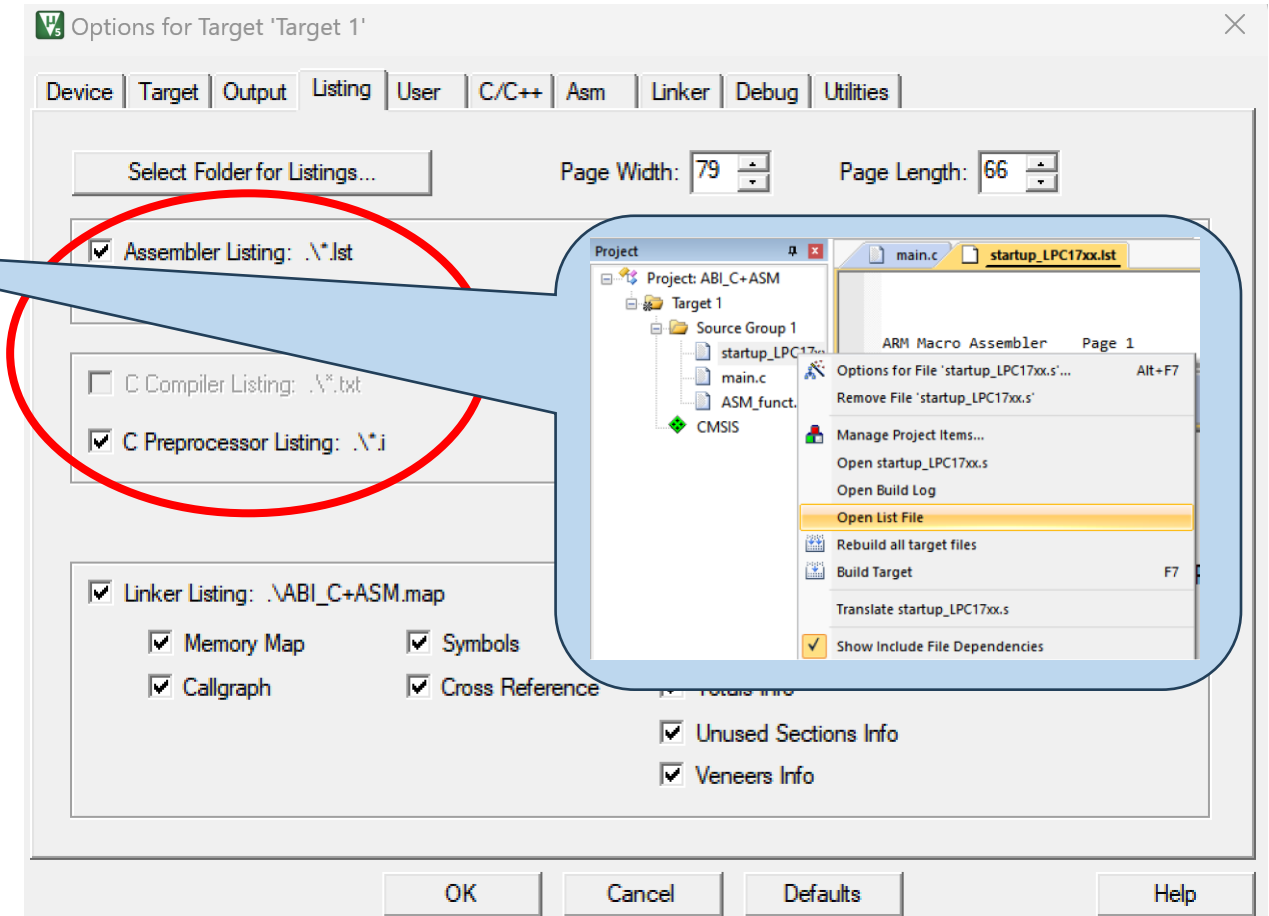 Options for Target 'Target 1'
Device Target Output Listing User C/C++ Asm Linker Debug Utilities
Select Folder for Listings... Page Width: 79 Page Length: 66
Assembler Listing: .\*.lst
C Compiler Listing: .\*.txt
C Preprocessor Listing: .\*.i
Linker Listing: .\ABI_C+ASM.map
Memory Map Symbols
Callgraph Cross Reference
Unused Sections Info
Veneers Info
OK Cancel Defaults Help
Project
Project: ABI_C+ASM
Target 1
Source Group 1
startup_LPC17xx
main.c
ASM_funct.
CMSIS
main.c startup_LPC17xx.lst
ARM Macro Assembler Page 1
Options for File 'startup_LPC17xx.s'... Alt+F7
Remove File 'startup_LPC17xx.s'
Manage Project Items...
Open startup_LPC17xx.s
Open Build Log
Open List File
Rebuild all target files
Build Target F7
Translate startup_LPC17xx.s
Show Include File Dependencies